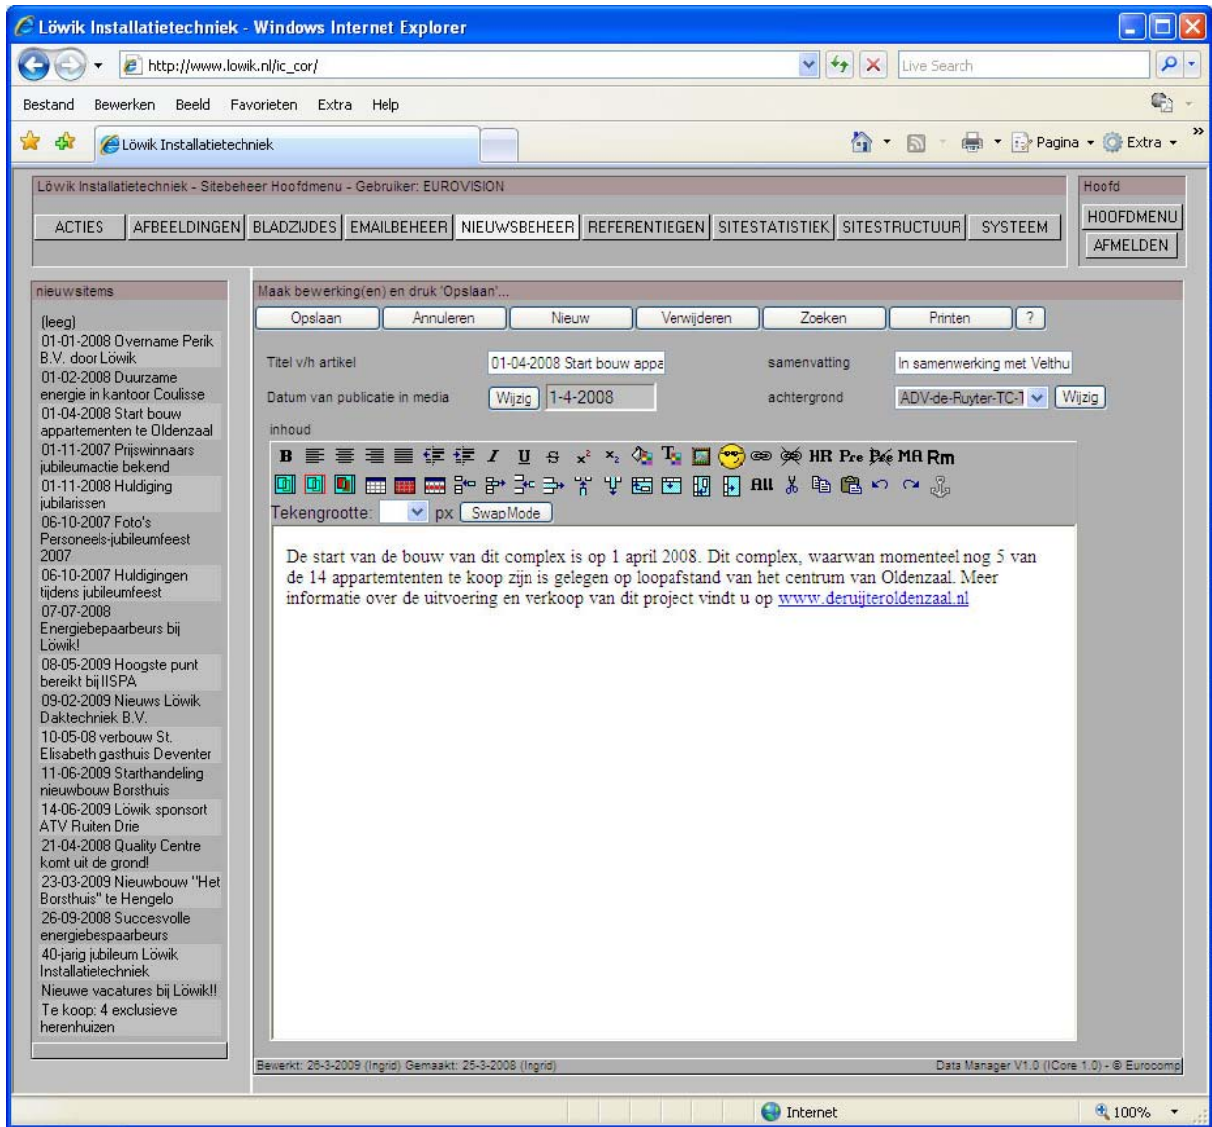 Löwik Installatietechniek - Windows Internet Explorer
http://www.lowik.nl/ic_cor/
Live Search
Bestand Bewerken Beeld Favorieten Extra Help
Löwik Installatietechniek
Pagina Extra »
Löwik Installatietechniek - Sitebeheer Hoofdmenu - Gebruiker: EUROVISION
Hoofd
ACTIES AFBEELDINGEN BLADZIJDES EMAILBEHEER NIEUWSBEHEER REFERENTIEGEN SITESTATISTIEK SITESTRUCTUUR SYSTEEM
HOOFDMENU
AFMELDEN
nieuwsitems
(leeg)
01-01-2008 Overname Perik
B.V. door Löwik
01-02-2008 Duurzame
energie in kantoor Coulisse
01-04-2008 Start bouw
appartementen te Oldenzaal
01-11-2007 Prijswinnaars
jubileumactie bekend
01-11-2008 Huldiging
jubilarissen
06-10-2007 Foto's
Personeels-jubileumfeest
2007
06-10-2007 Huldigingen
tijdens jubileumfeest
07-07-2008
Energiebepaarbeurs bij
Löwik!
08-05-2009 Hoogste punt
bereikt bij IISPA
09-02-2009 Nieuws Löwik
Daktechniek B.V.
10-05-08 verbouw St.
Elisabeth gasthuis Deventer
11-06-2009 Starthandeling
nieuwbouw Borsthuis
14-06-2009 Löwik sponsort
ATV Ruiten Drie
21-04-2008 Quality Centre
komt uit de grond!
23-03-2009 Nieuwbouw "Het
Borsthuis" te Hengelo
26-09-2008 Succesvolle
energiebespaarbeurs
40-jarig jubileum Löwik
Installatietechniek
Nieuwe vacatures bij Löwik!!
Te koop: 4 exclusieve
herenhuizen
Maak bewerking(en) en druk 'Opslaan'...
Opslaan Annuleren Nieuw Verwijderen Zoeken Printen ?
Titel v/h artikel 01-04-2008 Start bouw appa samenvatting In samenwerking met Velthu
Datum van publicatie in media Wijzig 1-4-2008 achtergrond ADV-de-Ruyter-TC-1 Wijzig
inhoud
B I U S x² x₂ HR Pre Pre MA Rm
All
Tekengrootte: px SwapMode
De start van de bouw van dit complex is op 1 april 2008. Dit complex, waarwan momenteel nog 5 van
de 14 appartemtenten te koop zijn is gelegen op loopafstand van het centrum van Oldenzaal. Meer
informatie over de uitvoering en verkoop van dit project vindt u op www.deruijteroldenzaal.nl
Bewerkt: 26-3-2009 (Ingrid) Gemaakt: 25-3-2008 (Ingrid)
Data Manager V1.0 (ICore 1.0) - © Eurocomp
Internet
100%